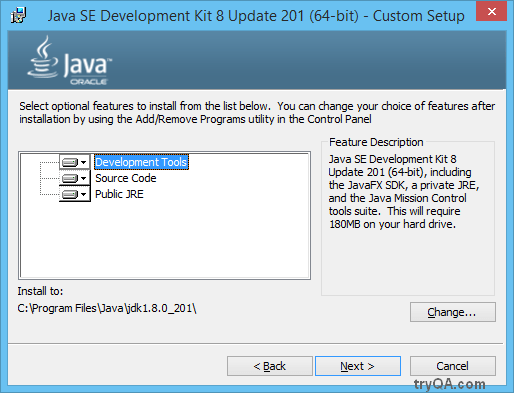 Java SE Development Kit 8 Update 201 (64-bit) - Custom Setup
Java™
ORACLE
Select optional features to install from the list below. You can change your choice of features after
installation by using the Add/Remove Programs utility in the Control Panel
Development Tools
Source Code
Public JRE
Feature Description
Java SE Development Kit 8
Update 201 (64-bit), including
the JavaFX SDK, a private JRE,
and the Java Mission Control
tools suite. This will require
180MB on your hard drive.
Install to:
C:\Program Files\Java\jdk1.8.0_201\
Change...
< Back
Next >
Cancel
tryQA.com